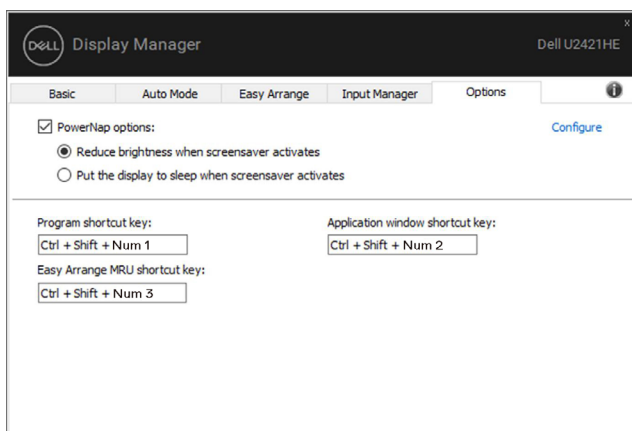 x
DELL Display Manager Dell U2421HE
Basic Auto Mode Easy Arrange Input Manager Options i
PowerNap options: Configure
Reduce brightness when screensaver activates
Put the display to sleep when screensaver activates
Program shortcut key: Application window shortcut key:
Ctrl + Shift + Num 1 Ctrl + Shift + Num 2
Easy Arrange MRU shortcut key:
Ctrl + Shift + Num 3